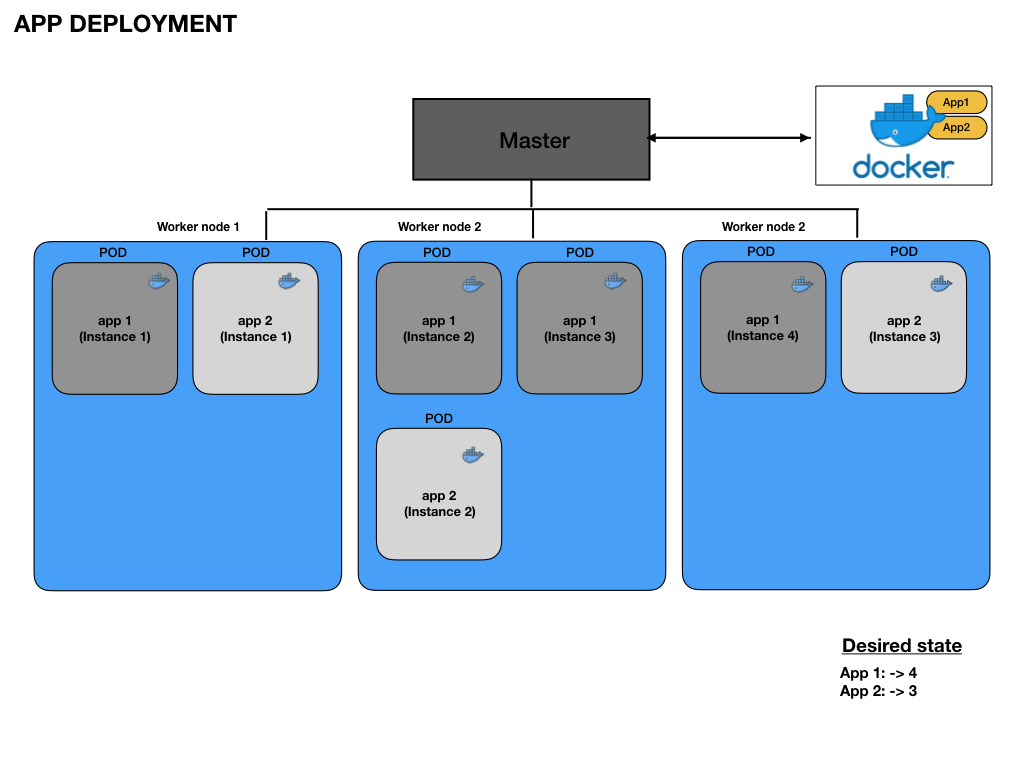 APP DEPLOYMENT
Master
App1
App2
docker
Worker node 1
Worker node 2
Worker node 2
POD
POD
POD
POD
POD
POD
app 1
(Instance 1)
app 2
(Instance 1)
app 1
(Instance 2)
app 1
(Instance 3)
app 1
(Instance 4)
app 2
(Instance 3)
POD
app 2
(Instance 2)
Desired state
App 1: -> 4
App 2: -> 3